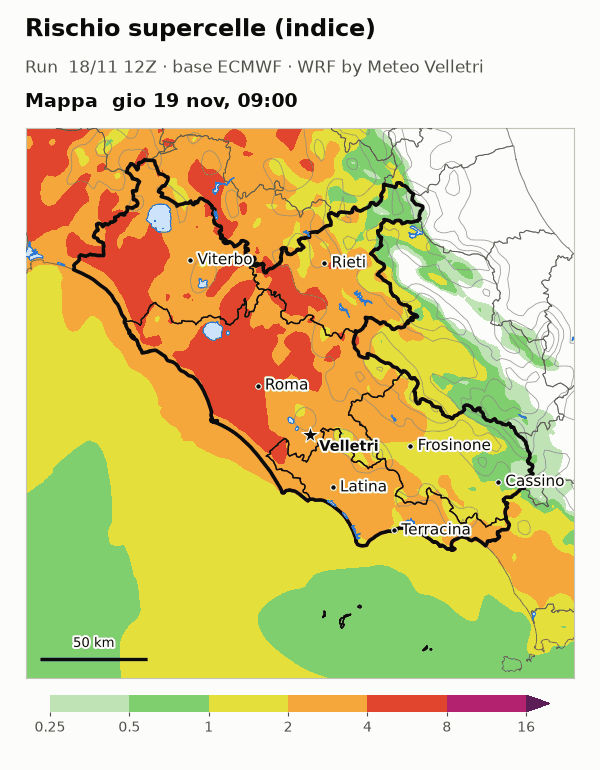 Rischio supercelle (indice)
Run  18/11 12Z · base ECMWF · WRF by Meteo Velletri
Mappa  gio 19 nov, 09:00
Viterbo
Rieti
Roma
Velletri
Frosinone
Latina
Cassino
Terracina
50 km
0.25 0.5 1 2 4 8 16